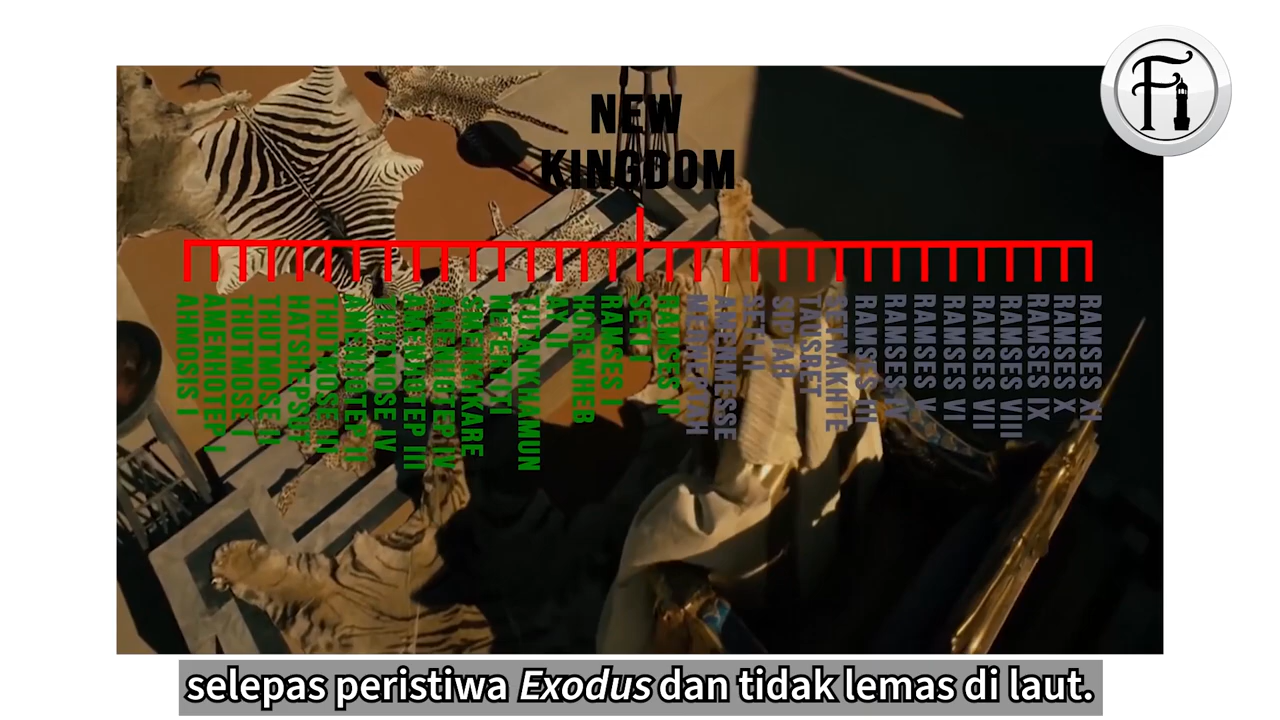 Fi
NEW
KINGDOM
AHMOSIS I
AMENHOTEP I
THUTMOSE I
THUTMOSE II
HATSHEPSUT
THUTMOSE III
AMENHOTEP II
THUTMOSE IV
AMENHOTEP III
AMENHOTEP IV
SMENHKARE
NEFERTITI
TUTANKHAMUN
AY II
HOREMHEB
RAMSES I
SETI I
RAMSES II
MERNEPTAH
AMENMESSE
SETI II
SIPTAH
TAUSRET
SETNAKHTE
RAMSES III
RAMSES IV
RAMSES V
RAMSES VI
RAMSES VII
RAMSES VIII
RAMSES IX
RAMSES X
RAMSES XI
selepas peristiwa Exodus dan tidak lemas di laut.